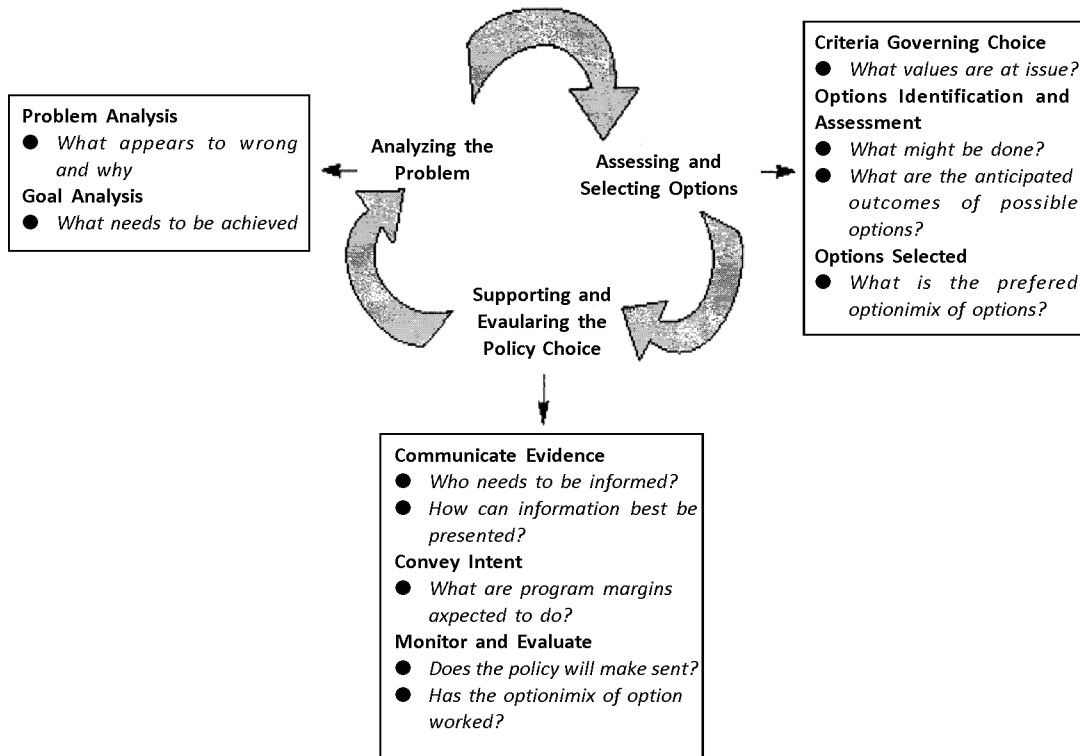 Problem Analysis
● What appears to wrong
and why
Goal Analysis
● What needs to be achieved
Analyzing the
Problem
Assessing and
Selecting Options
Criteria Governing Choice
● What values are at issue?
Options Identification and
Assessment
● What might be done?
● What are the anticipated
outcomes of possible
options?
Options Selected
● What is the prefered
optionimix of options?
Supporting and
Evaularing the
Policy Choice
Communicate Evidence
● Who needs to be informed?
● How can information best be
presented?
Convey Intent
● What are program margins
axpected to do?
Monitor and Evaluate
● Does the policy will make sent?
● Has the optionimix of option
worked?